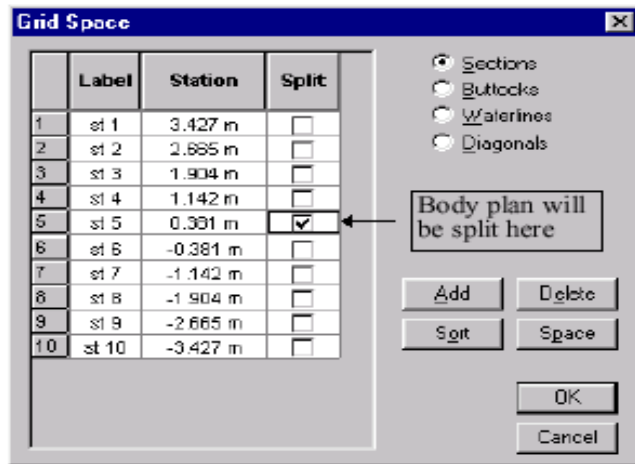 Grid Space
Label Station Split
1 st 1 3.427 m
2 st 2 2.665 m
3 st 3 1.904 m
4 st 4 1.142 m
5 st 5 0.381 m
6 st 6 -0.381 m
7 st 7 -1.142 m
8 st 8 -1.904 m
9 st 9 -2.665 m
10 st 10 -3.427 m
Sections
Buttocks
Waterlines
Diagonals
Body plan will
be split here
Add Delete
Sort Space
OK
Cancel